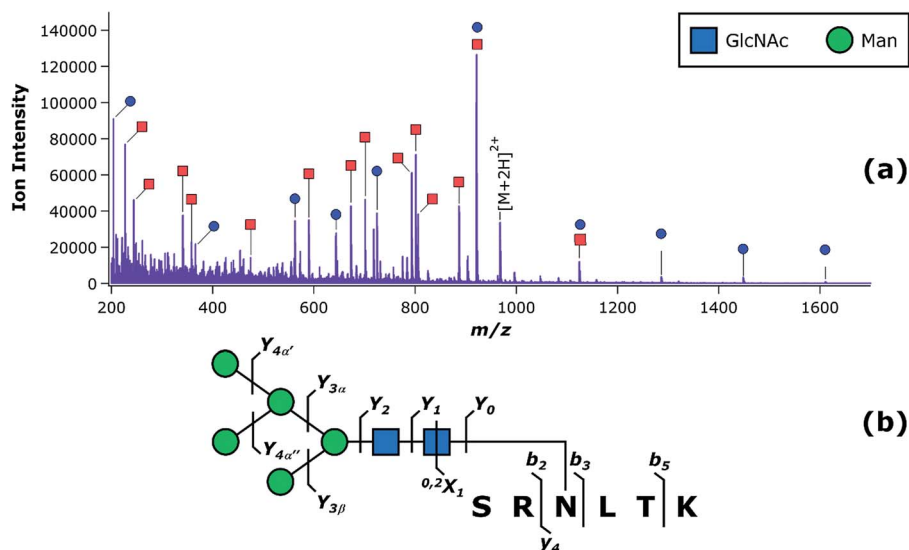 140000
120000
100000
80000
60000
40000
20000
0
Ion Intensity
200 400 600 800 1000 1200 1400 1600
m/z
[M+2H]2+
GlcNAc Man
(a)
Y4α′
Y3α
Y2 Y1 Y0
Y4α″
Y3β
0,2X1
b2 b3 b5
S R N L T K
y4
(b)